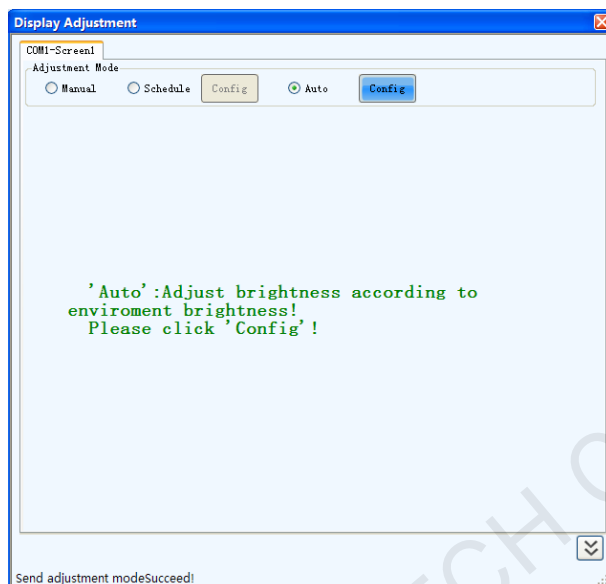 Display Adjustment
COM1-Screen1
Adjustment Mode
Manual Schedule Config Auto Config
'Auto':Adjust brightness according to
enviroment brightness!
Please click 'Config'!
TECH
Send adjustment modeSucceed!